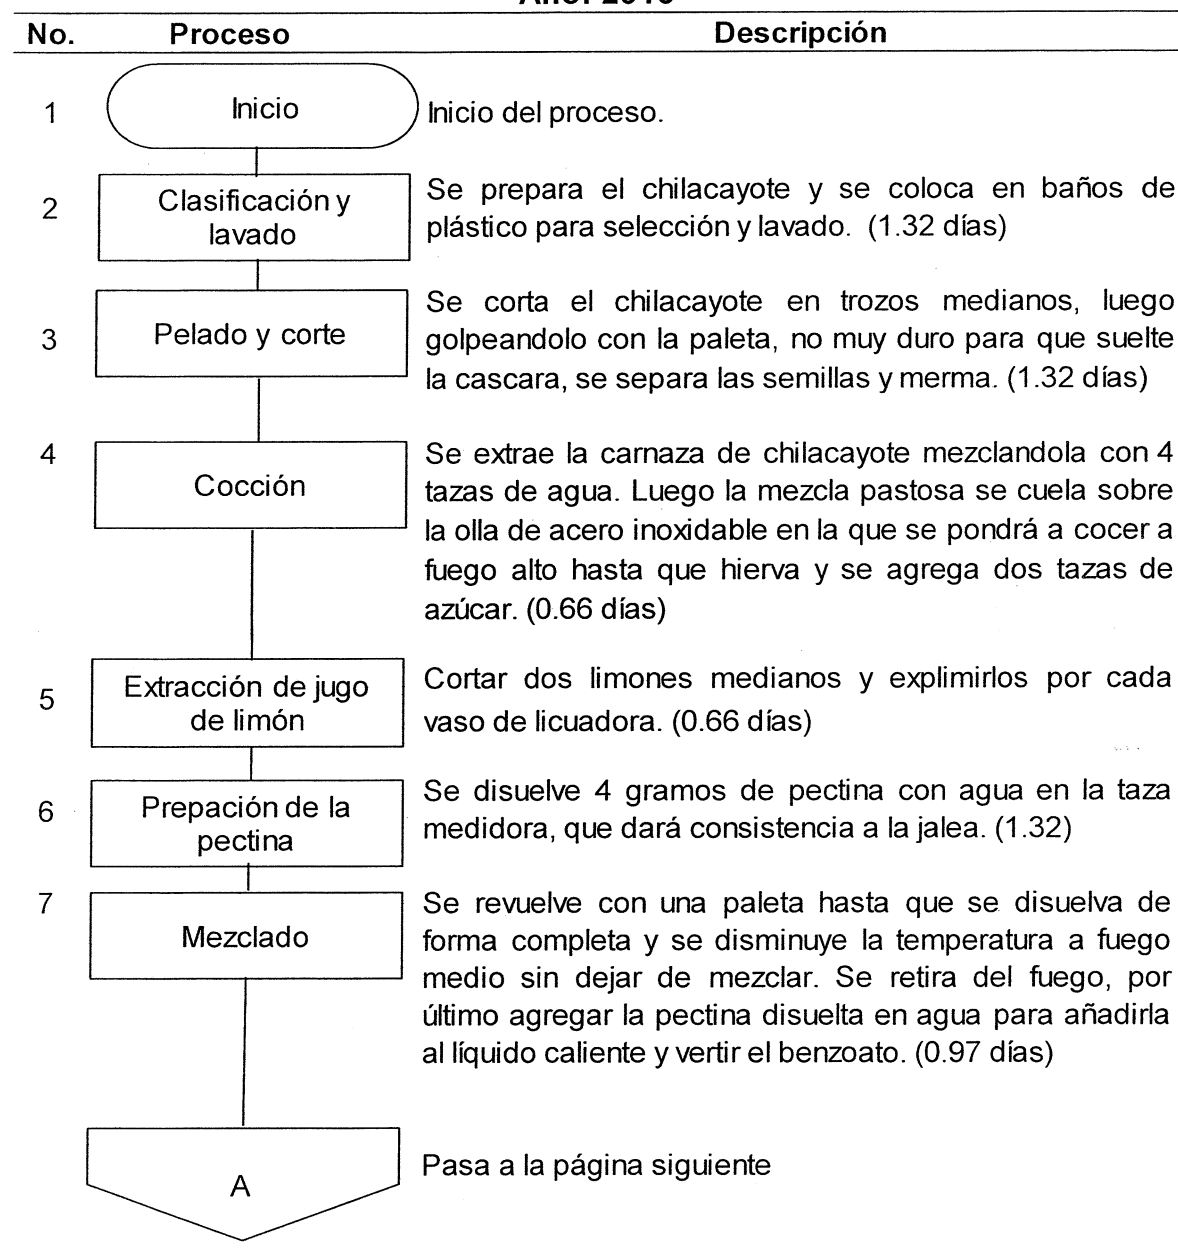 No. Proceso Descripción
1 Inicio Inicio del proceso.
2 Clasificación y lavado
Se prepara el chilacayote y se coloca en baños de
plástico para selección y lavado. (1.32 días)
3 Pelado y corte
Se corta el chilacayote en trozos medianos, luego
golpeandolo con la paleta, no muy duro para que suelte
la cascara, se separa las semillas y merma. (1.32 días)
4 Cocción
Se extrae la carnaza de chilacayote mezclandola con 4
tazas de agua. Luego la mezcla pastosa se cuela sobre
la olla de acero inoxidable en la que se pondrá a cocer a
fuego alto hasta que hierva y se agrega dos tazas de
azúcar. (0.66 días)
5 Extracción de jugo
de limón
Cortar dos limones medianos y explimirlos por cada
vaso de licuadora. (0.66 días)
6 Prepación de la
pectina
Se disuelve 4 gramos de pectina con agua en la taza
medidora, que dará consistencia a la jalea. (1.32)
7 Mezclado
Se revuelve con una paleta hasta que se disuelva de
forma completa y se disminuye la temperatura a fuego
medio sin dejar de mezclar. Se retira del fuego, por
último agregar la pectina disuelta en agua para añadirla
al líquido caliente y vertir el benzoato. (0.97 días)
A Pasa a la página siguiente